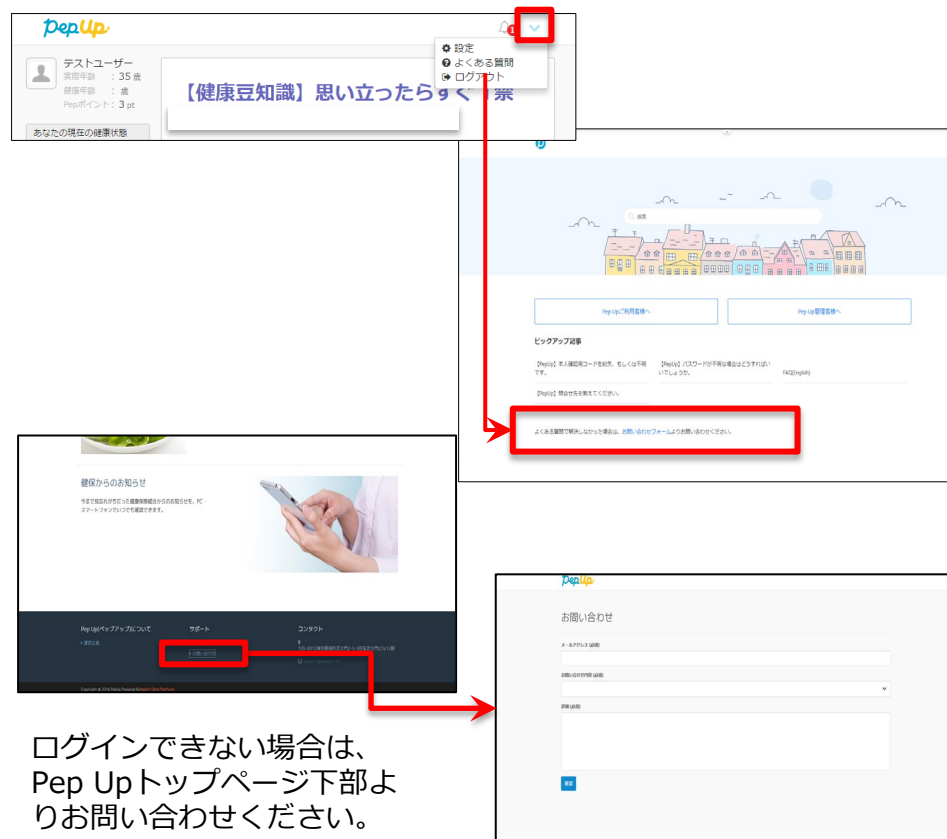 PepUp
1
設定
よくある質問
ログアウト
テストユーザー
実際年齢 : 35 歳
健康年齢 : 歳
Pepポイント : 3 pt
あなたの現在の健康状態
【健康豆知識】思い立ったらすぐ
禁
検索
Pep Upご利用者様へ
Pep Up管理者様へ
ピックアップ記事
【PepUp】本人確認用コードを紛失、もしくは不明です。
【PepUp】パスワードが不明な場合はどうすればいいでしょうか。
FAQ(English)
【PepUp】問合せ先を教えてください。
よくある質問で解決しなかった場合は、お問い合わせフォームよりお問い合わせください。
健保からのお知らせ
今まで見忘れがちだった健康保険組合からのお知らせを、PC・
スマートフォンでいつでも確認できます。
Pep Up(ペップアップ)について
サポート
コンタクト
運営企業
お問い合わせ
PepUp
お問い合わせ
メールアドレス (必須)
お問い合わせ内容 (必須)
詳細 (必須)
確認
ログインできない場合は、
Pep Upトップページ下部よ
りお問い合わせください。